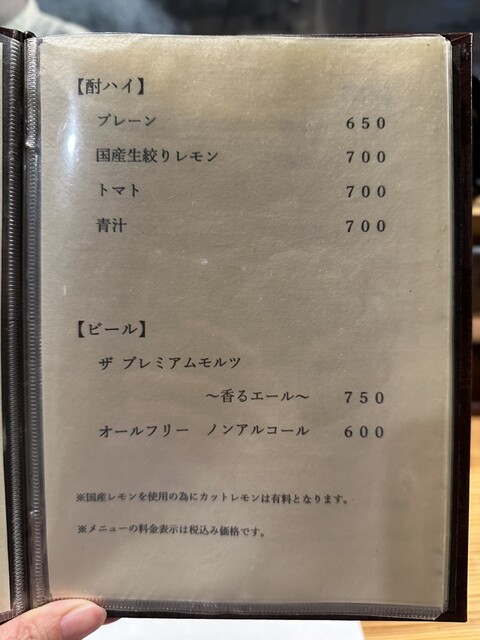 【酎ハイ】
プレーン 650
国産生絞りレモン 700
トマト 700
青汁 700
【ビール】
ザ プレミアムモルツ
〜香るエール〜 750
オールフリー ノンアルコール 600
※国産レモンを使用の為にカットレモンは有料となります。
※メニューの料金表示は税込み価格です。